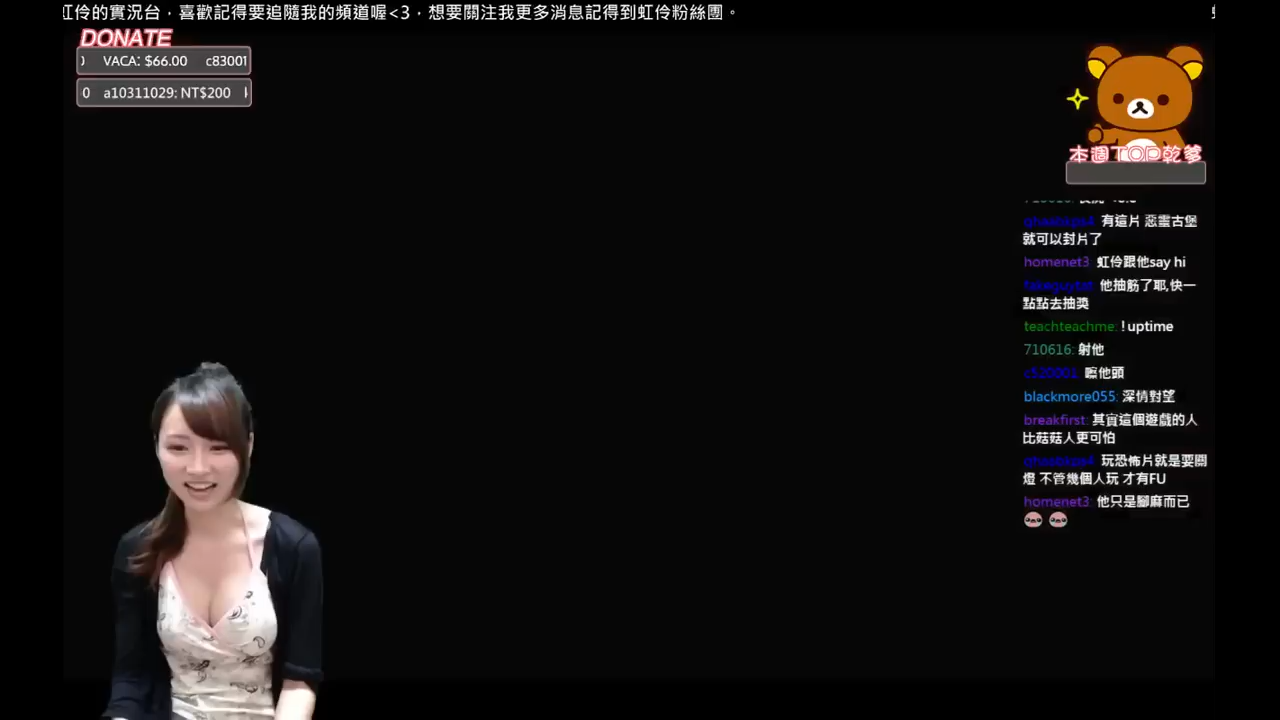 虹伶的實況台，喜歡記得要追隨我的頻道喔<3，想要關注我更多消息記得到虹伶粉絲團。
DONATE
VACA: $66.00 c83001
0 a10311029: NT$200
本週TOP乾爹
710616:
有這片 惡靈古堡
就可以封片了
homenet3: 虹伶跟他say hi
fakeguytst: 他抽筋了耶,快一
點點去抽獎
teachteachme: !uptime
710616: 射他
c520001: 嚐他頭
blackmore055: 深情對望
breakfirst: 其實這個遊戲的人
比菇菇人更可怕
玩恐怖片就是要關
燈 不管幾個人玩 才有FU
homenet3: 他只是腳麻而已